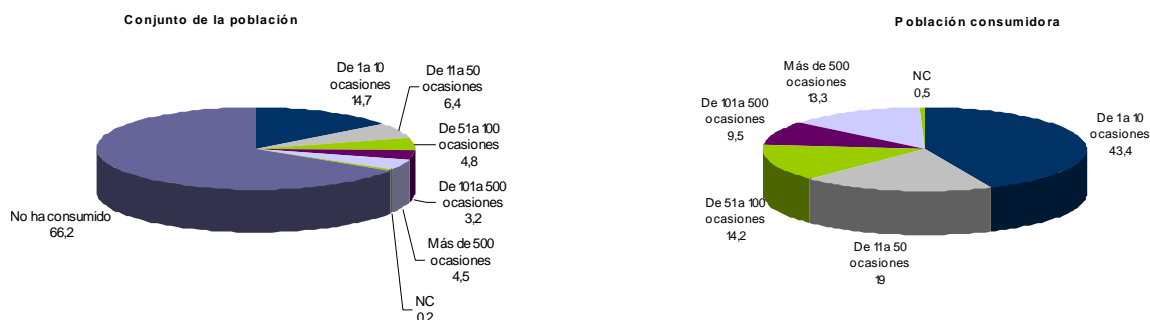 Conjunto de la población
De 1 a 10
ocasiones
14,7
De 11 a 50
ocasiones
6,4
De 51 a 100
ocasiones
4,8
De 101 a 500
ocasiones
3,2
Más de 500
ocasiones
4,5
NC
0,2
No ha consumido
66,2
Población consumidora
NC
0,5
De 1 a 10
ocasiones
43,4
De 11 a 50
ocasiones
19
De 51 a 100
ocasiones
14,2
De 101 a 500
ocasiones
9,5
Más de 500
ocasiones
13,3